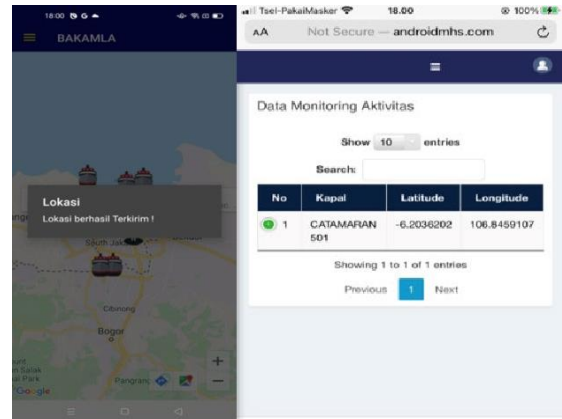 18:00
BAKAMLA
Lokasi
Lokasi berhasil Terkirim !
South Jak
Cibinong
Bogor
Pangrang
Google
+
−
Tsel-PakaiMasker
18.00
100%
AA
Not Secure — androidmhs.com
Data Monitoring Aktivitas
Show 10 entries
Search:
No Kapal Latitude Longitude
1 CATAMARAN 501 -6.2036202 106.8459107
Showing 1 to 1 of 1 entries
Previous 1 Next